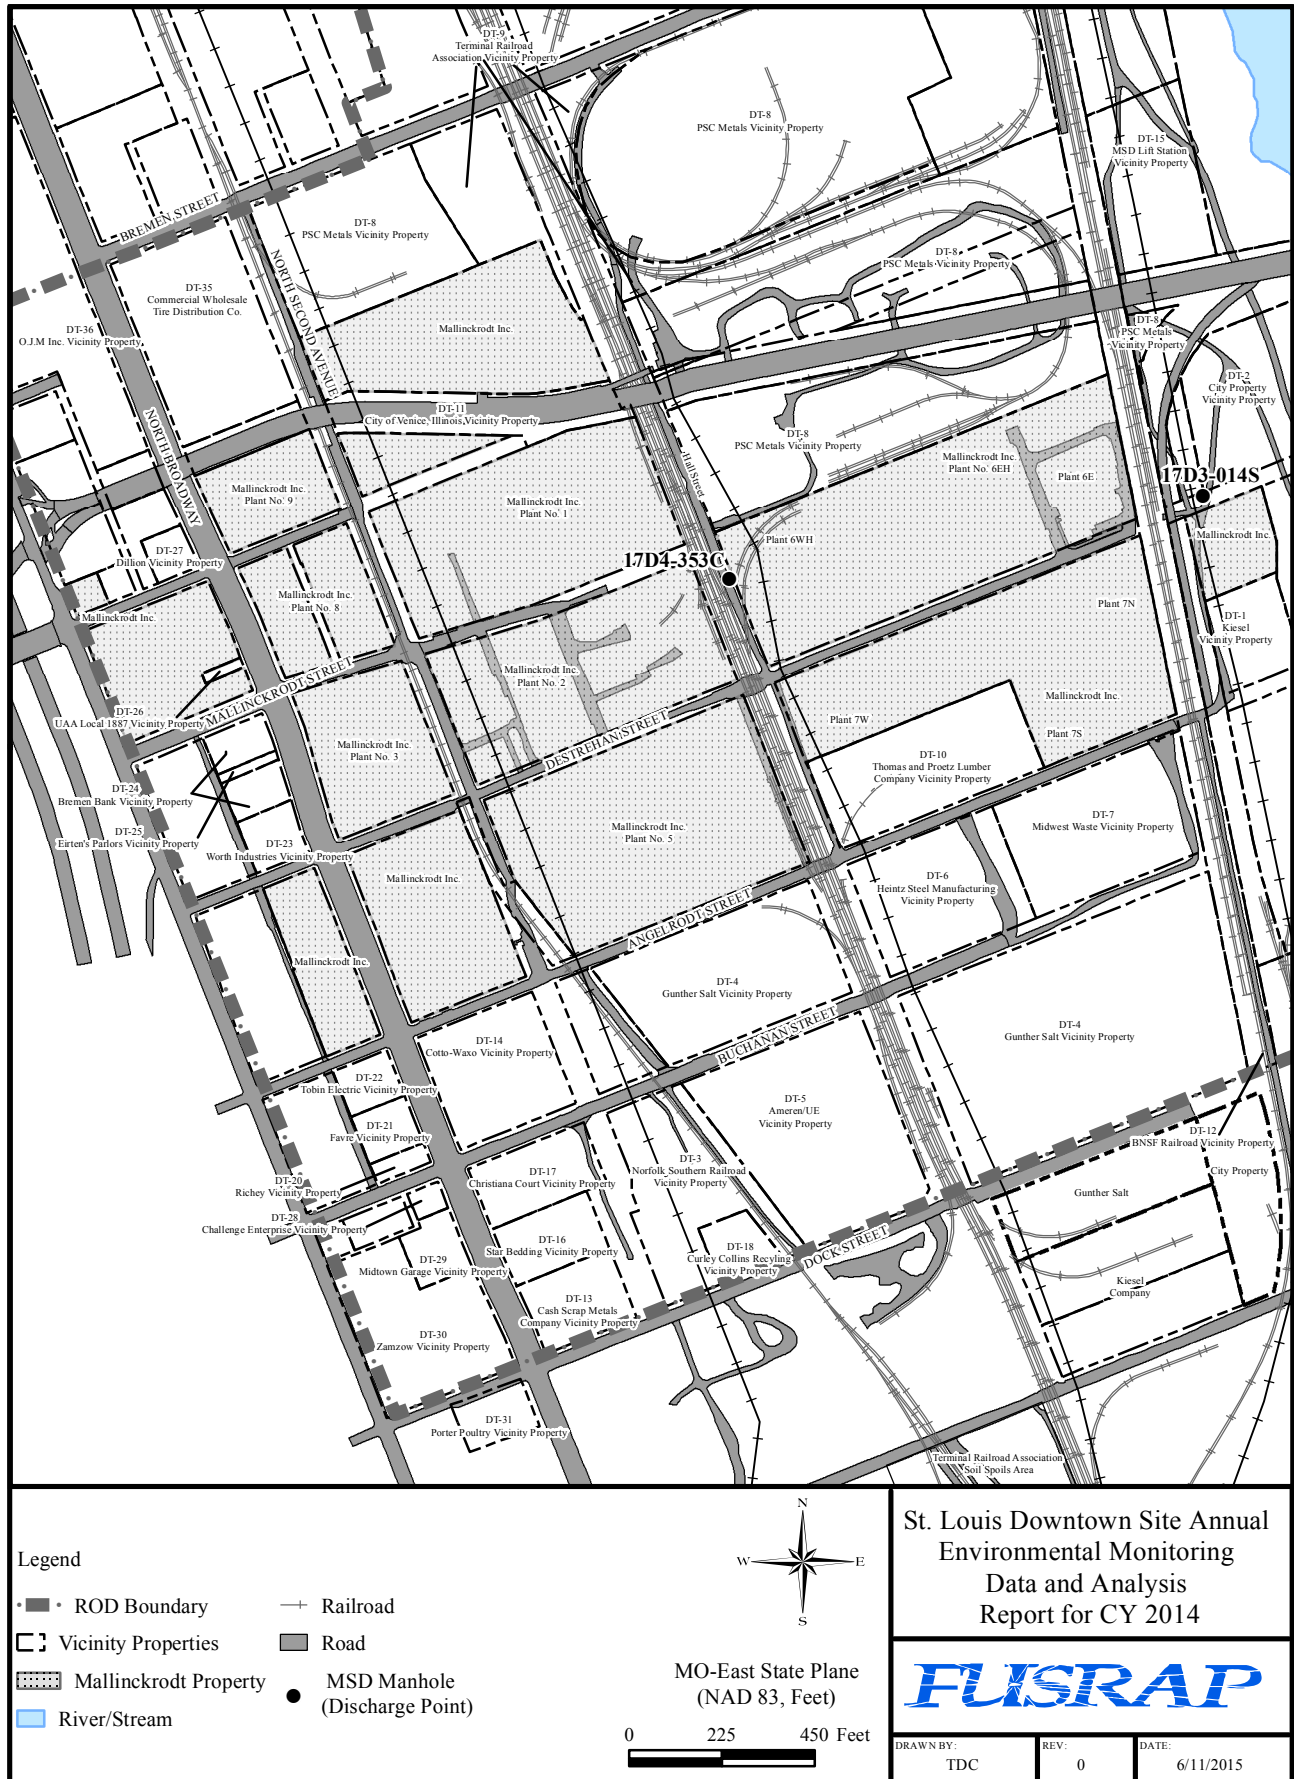 DT-9
Terminal Railroad
Association Vicinity Property
DT-8
PSC Metals Vicinity Property
DT-15
MSD Lift Station
Vicinity Property
BREMEN STREET
DT-8
PSC Metals Vicinity Property
NORTH SECOND AVENUE
DT-8
PSC Metals Vicinity Property
DT-35
Commercial Wholesale
Tire Distribution Co.
DT-36
O.J.M Inc. Vicinity Property
Mallinckrodt Inc.
DT-8
PSC Metals
Vicinity Property
DT-2
City Property
Vicinity Property
DT-11
City of Venice, Illinois Vicinity Property
NORTH BROADWAY
DT-8
PSC Metals Vicinity Property
Hall Street
Mallinckrodt Inc.
Plant No. 6EH
Plant 6E
17D3-014S
Mallinckrodt Inc.
Plant No. 9
Mallinckrodt Inc.
Plant No. 1
Mallinckrodt Inc.
Plant 6WH
DT-27
Dillion Vicinity Property
17D4-353C
Mallinckrodt Inc.
Plant No. 8
Plant 7N
Mallinckrodt Inc.
DT-1
Kiesel
Vicinity Property
Mallinckrodt Inc.
Plant No. 2
MALLINCKRODT STREET
DT-26
UAA Local 1887 Vicinity Property
Mallinckrodt Inc.
Plant 7W
Plant 7S
DESTREHAN STREET
Mallinckrodt Inc.
Plant No. 3
DT-10
Thomas and Proetz Lumber
Company Vicinity Property
DT-24
Bremen Bank Vicinity Property
DT-25
Eirten's Parlors Vicinity Property
DT-23
Worth Industries Vicinity Property
Mallinckrodt Inc.
Plant No. 5
DT-7
Midwest Waste Vicinity Property
Mallinckrodt Inc.
DT-6
Heintz Steel Manufacturing
Vicinity Property
ANGELRODT STREET
Mallinckrodt Inc.
DT-4
Gunther Salt Vicinity Property
BUCHANAN STREET
DT-4
Gunther Salt Vicinity Property
DT-14
Cotto-Waxo Vicinity Property
DT-22
Tobin Electric Vicinity Property
DT-5
Ameren/UE
Vicinity Property
DT-21
Favre Vicinity Property
DT-12
BNSF Railroad Vicinity Property
DT-3
Norfolk Southern Railroad
Vicinity Property
DT-17
Christiana Court Vicinity Property
City Property
DT-20
Richey Vicinity Property
Gunther Salt
DT-28
Challenge Enterprise Vicinity Property
DT-16
Star Bedding Vicinity Property
DT-18
Curley Collins Recyling
Vicinity Property
DOCK STREET
DT-29
Midtown Garage Vicinity Property
Kiesel
Company
DT-13
Cash Scrap Metals
Company Vicinity Property
DT-30
Zamzow Vicinity Property
DT-31
Porter Poultry Vicinity Property
Terminal Railroad Association
Soil Spoils Area
Legend
ROD Boundary
Vicinity Properties
Mallinckrodt Property
River/Stream
Railroad
Road
MSD Manhole
(Discharge Point)
N
W
E
S
MO-East State Plane
(NAD 83, Feet)
0 225 450 Feet
St. Louis Downtown Site Annual
Environmental Monitoring
Data and Analysis
Report for CY 2014
FUSRAP
DRAWN BY:
TDC
REV:
0
DATE:
6/11/2015